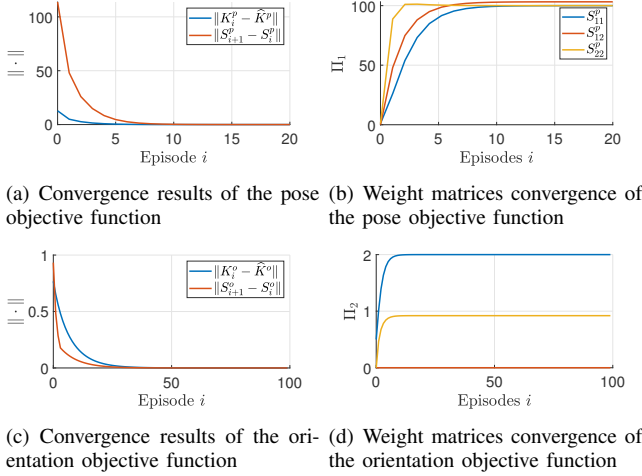 100
50
0
‖ · ‖
‖K_i^p − K̂^p‖
‖S_{i+1}^p − S_i^p‖
0 5 10 15 20
Episode i
100
50
0
Π_1
S_{11}^p
S_{12}^p
S_{22}^p
0 5 10 15 20
Episodes i
(a) Convergence results of the pose
objective function
(b) Weight matrices convergence of
the pose objective function
1
0.5
0
‖ · ‖
‖K_i^o − K̂^o‖
‖S_{i+1}^o − S_i^o‖
0 50 100
Episode i
2
1
0
Π_2
0 50 100
Episodes i
(c) Convergence results of the ori-
entation objective function
(d) Weight matrices convergence of
the orientation objective function